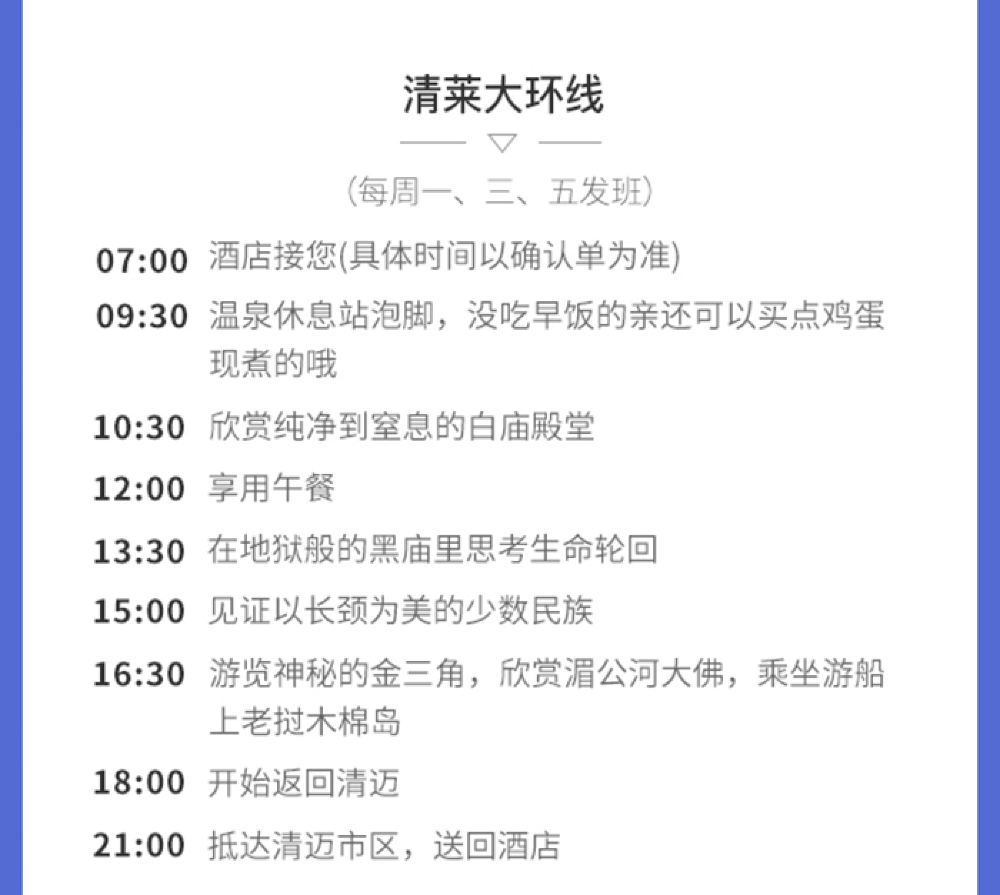 清莱大环线
（每周一、三、五发班）
07:00 酒店接您(具体时间以确认单为准)
09:30 温泉休息站泡脚，没吃早饭的亲还可以买点鸡蛋
现煮的哦
10:30 欣赏纯净到窒息的白庙殿堂
12:00 享用午餐
13:30 在地狱般的黑庙里思考生命轮回
15:00 见证以长颈为美的少数民族
16:30 游览神秘的金三角，欣赏湄公河大佛，乘坐游船
上老挝木棉岛
18:00 开始返回清迈
21:00 抵达清迈市区，送回酒店